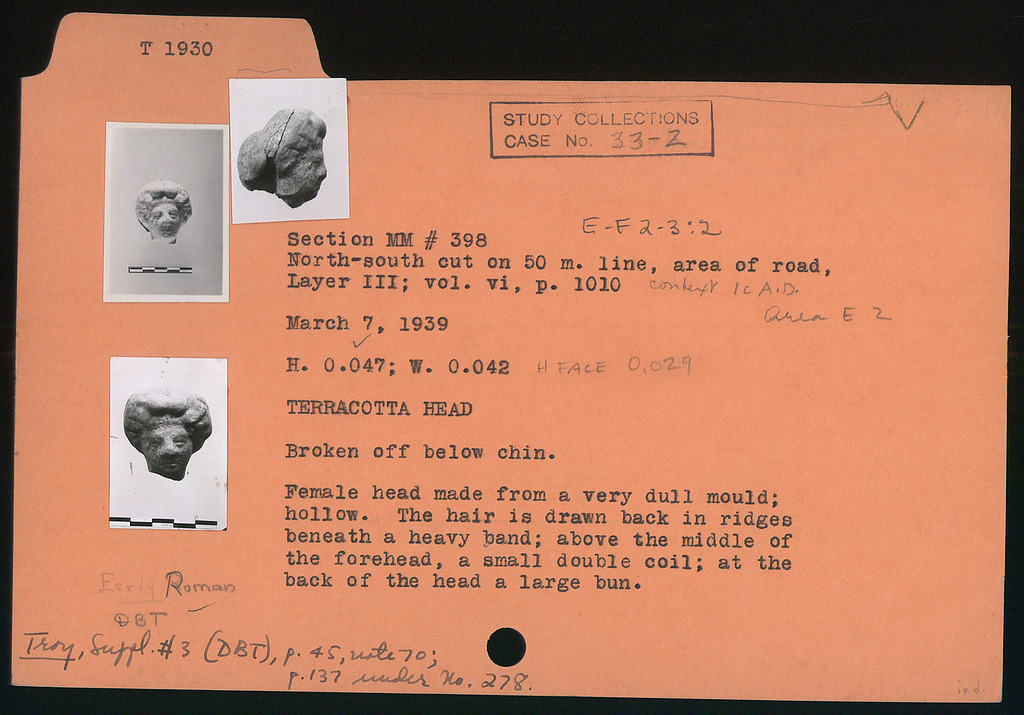 T 1930
STUDY COLLECTIONS
CASE No. 33-2
E-F 2-3:2
Section MM # 398
North-south cut on 50 m. line, area of road,
Layer III; vol. vi, p. 1010 context 1c A.D.
Area E 2
March 7, 1939
H. 0.047; W. 0.042 H FACE 0.029
TERRACOTTA HEAD
Broken off below chin.
Female head made from a very dull mould;
hollow. The hair is drawn back in ridges
beneath a heavy band; above the middle of
the forehead, a small double coil; at the
back of the head a large bun.
Early Roman
DBT
Troy, Suppl. #3 (DBT), p. 45, note 70;
p. 137 under No. 278.
ind.